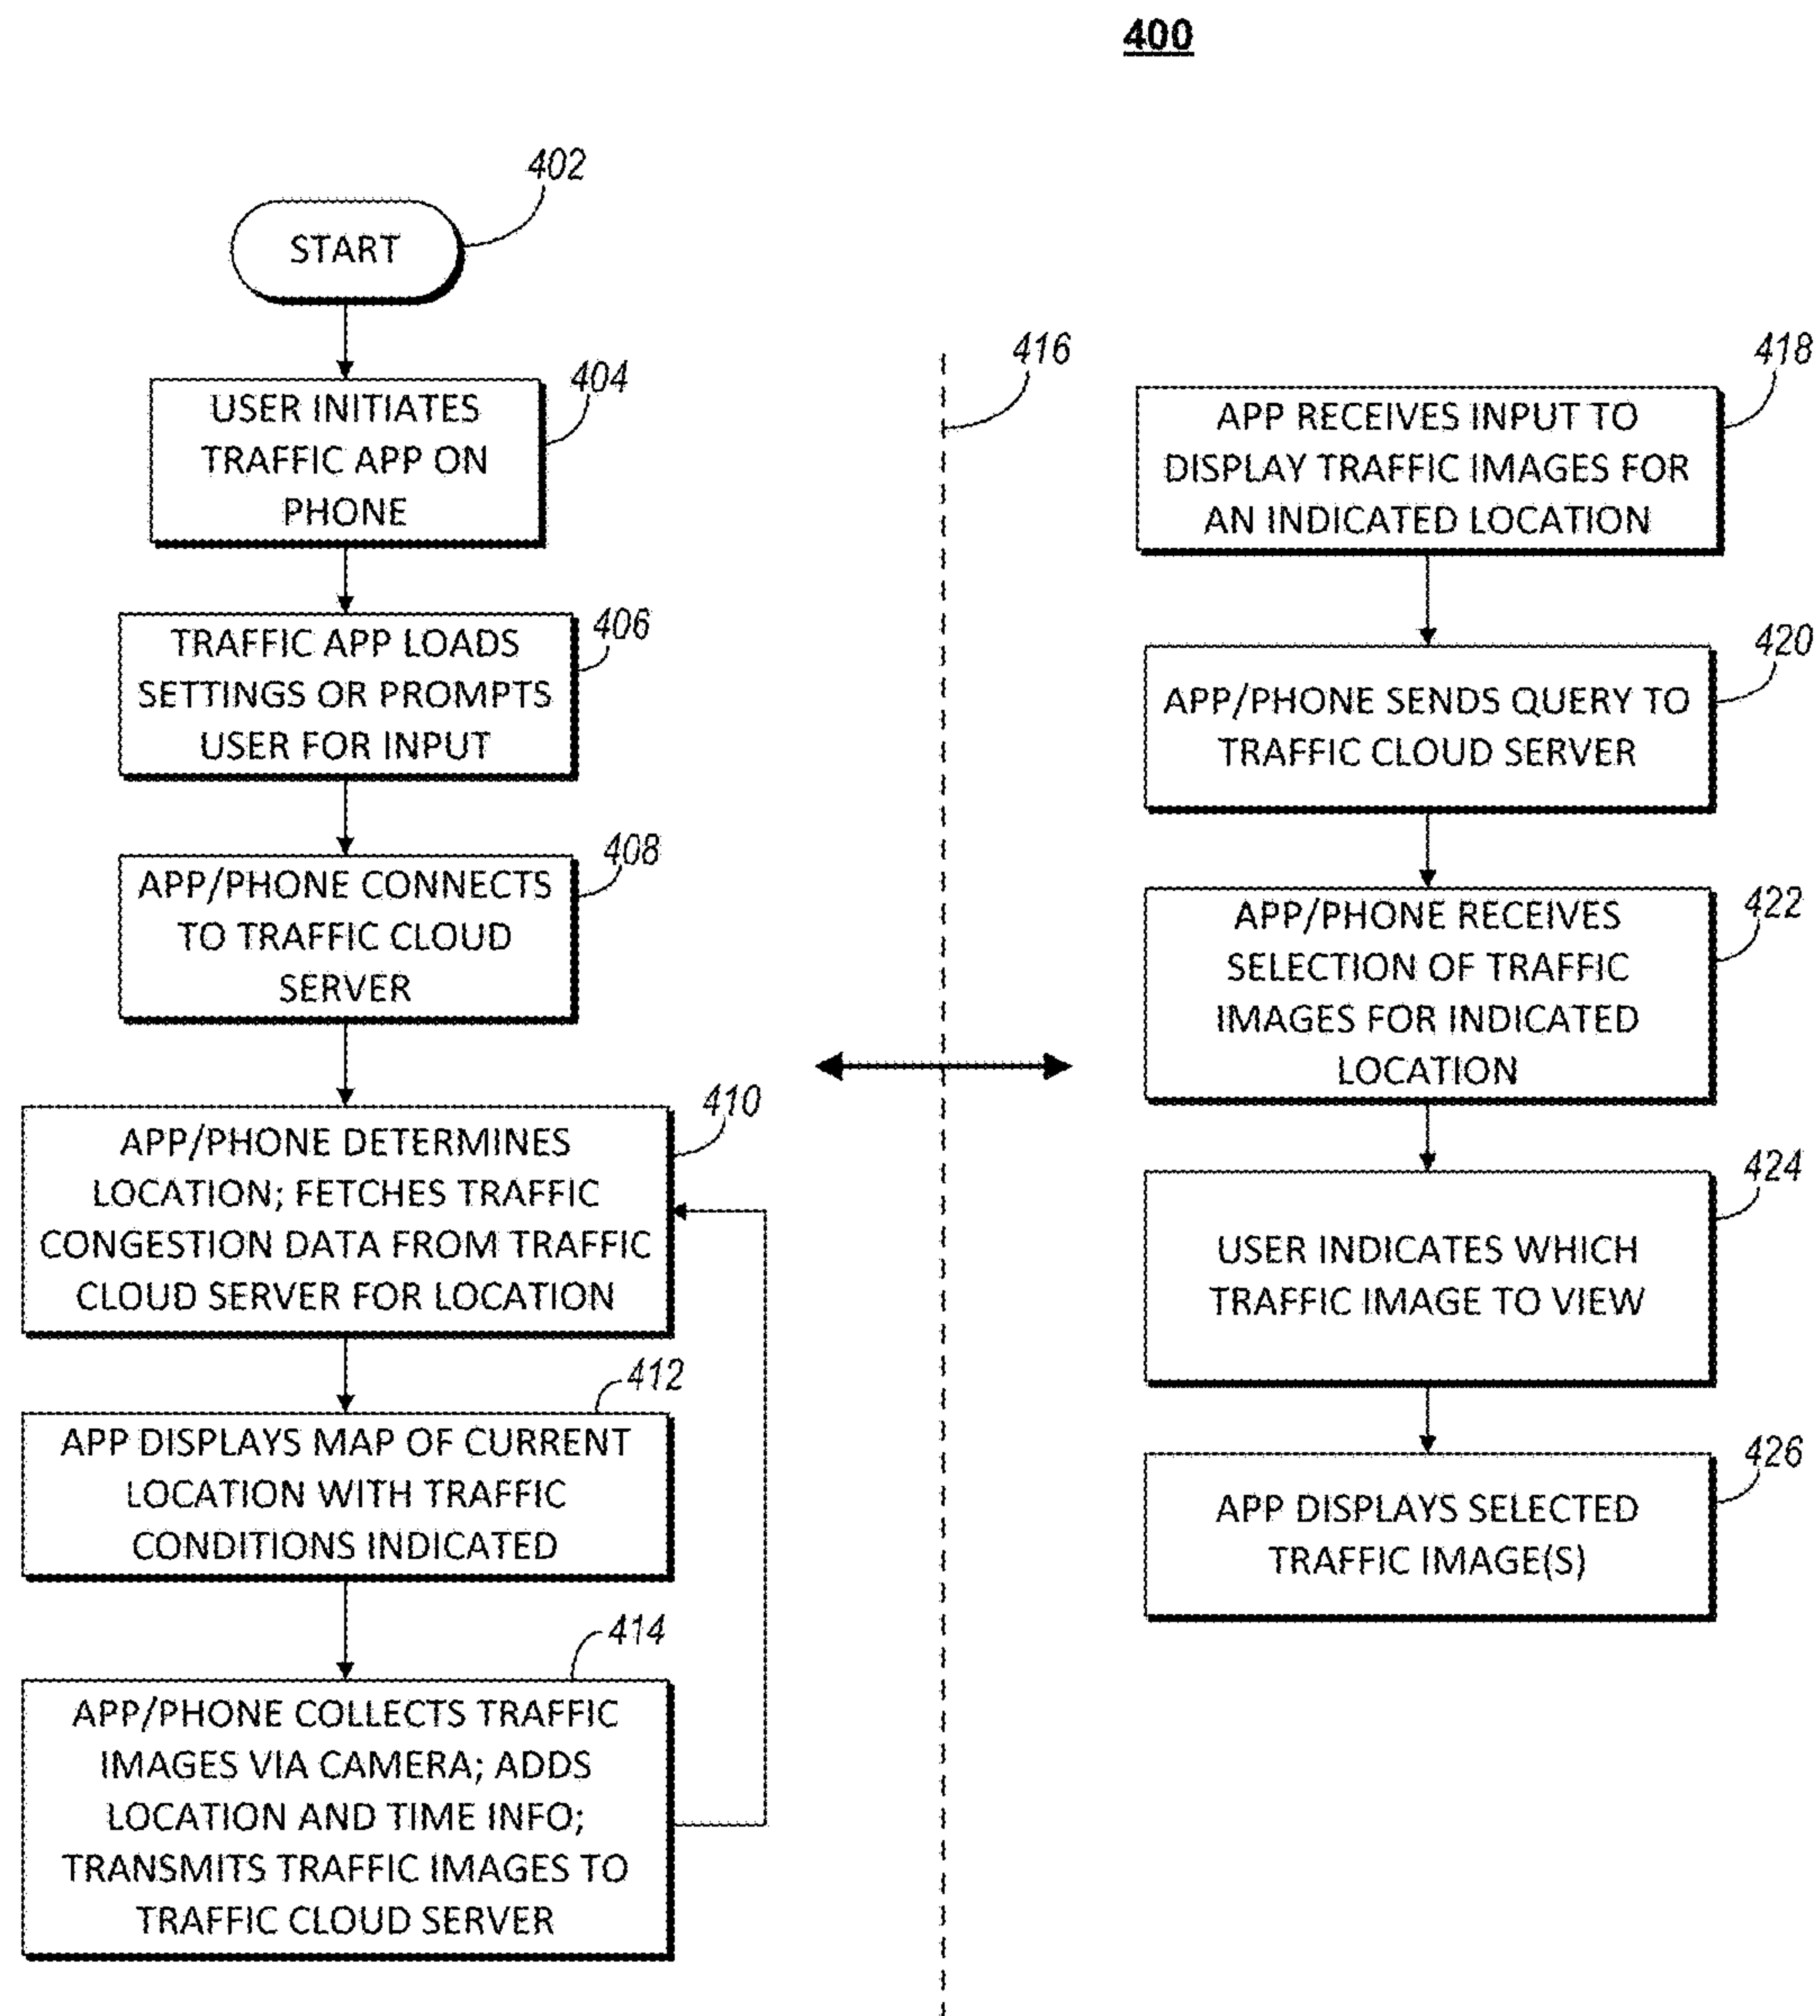 400
402
START
404
USER INITIATES
TRAFFIC APP ON
PHONE
406
TRAFFIC APP LOADS
SETTINGS OR PROMPTS
USER FOR INPUT
408
APP/PHONE CONNECTS
TO TRAFFIC CLOUD
SERVER
410
APP/PHONE DETERMINES
LOCATION; FETCHES TRAFFIC
CONGESTION DATA FROM TRAFFIC
CLOUD SERVER FOR LOCATION
412
APP DISPLAYS MAP OF CURRENT
LOCATION WITH TRAFFIC
CONDITIONS INDICATED
414
APP/PHONE COLLECTS TRAFFIC
IMAGES VIA CAMERA; ADDS
LOCATION AND TIME INFO;
TRANSMITS TRAFFIC IMAGES TO
TRAFFIC CLOUD SERVER
416
418
APP RECEIVES INPUT TO
DISPLAY TRAFFIC IMAGES FOR
AN INDICATED LOCATION
420
APP/PHONE SENDS QUERY TO
TRAFFIC CLOUD SERVER
422
APP/PHONE RECEIVES
SELECTION OF TRAFFIC
IMAGES FOR INDICATED
LOCATION
424
USER INDICATES WHICH
TRAFFIC IMAGE TO VIEW
426
APP DISPLAYS SELECTED
TRAFFIC IMAGE(S)